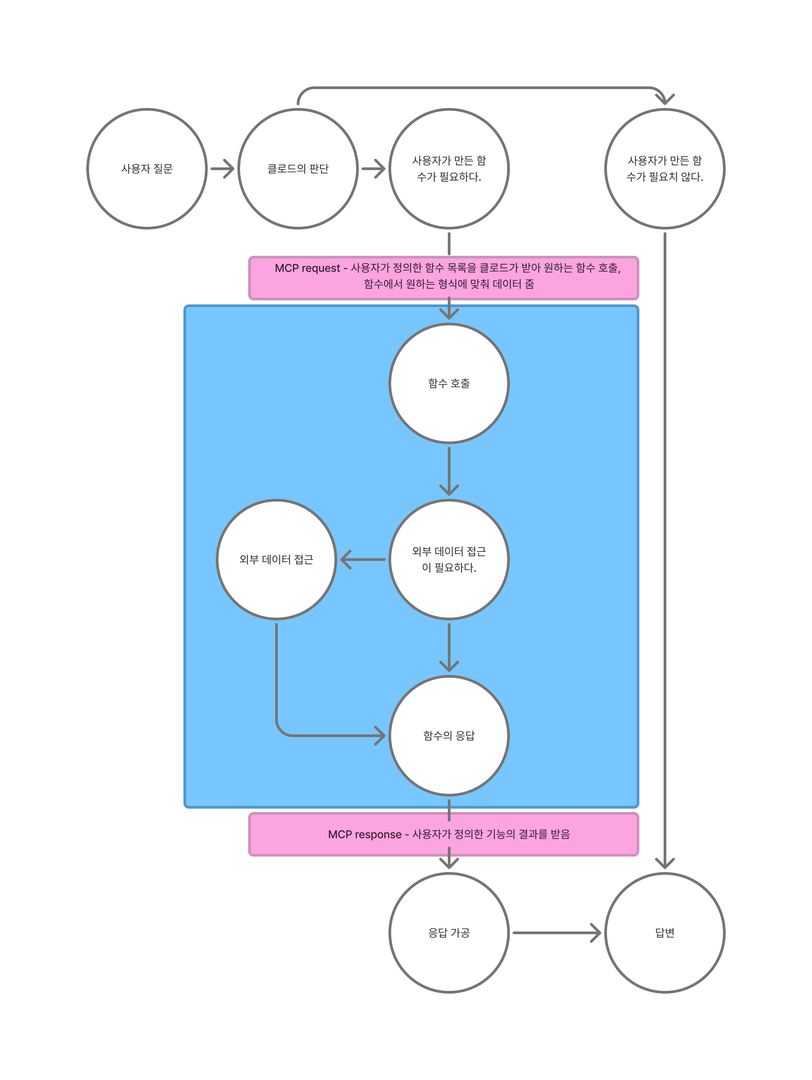 사용자 질문
클로드의 판단
사용자가 만든 함
수가 필요하다.
사용자가 만든 함
수가 필요치 않다.
MCP request - 사용자가 정의한 함수 목록을 클로드가 받아 원하는 함수 호출,
함수에서 원하는 형식에 맞춰 데이터 줌
함수 호출
외부 데이터 접근
외부 데이터 접근
이 필요하다.
함수의 응답
MCP response - 사용자가 정의한 기능의 결과를 받음
응답 가공
답변